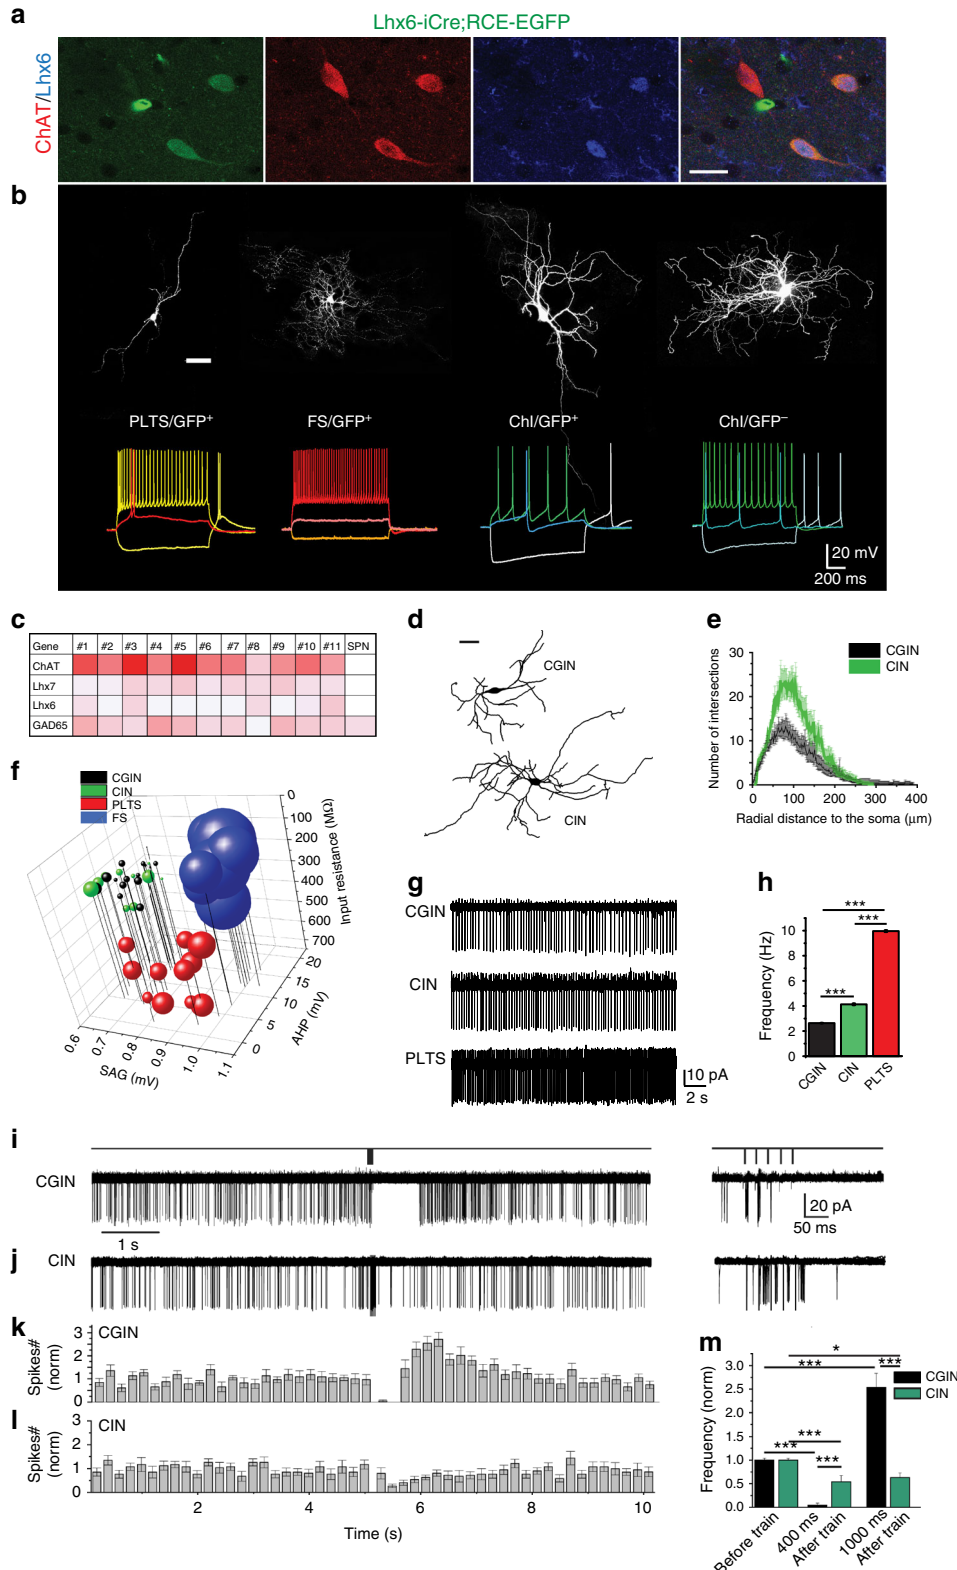 a
Lhx6-iCre;RCE-EGFP
ChAT/Lhx6
b
PLTS/GFP+
FS/GFP+
ChI/GFP+
ChI/GFP−
20 mV
200 ms
c
Gene #1 #2 #3 #4 #5 #6 #7 #8 #9 #10 #11 SPN
ChAT
Lhx7
Lhx6
GAD65
d
CGIN
CIN
e
CGIN
CIN
Number of intersections
30
20
10
0
0 100 200 300 400
Radial distance to the soma (μm)
f
CGIN
CIN
PLTS
FS
0
100
200
300
400
500
600
700
Input resistance (MΩ)
20
15
10
5
0
AHP (mV)
0.6 0.7 0.8 0.9 1.0 1.1
SAG (mV)
g
CGIN
CIN
PLTS
10 pA
2 s
h
*** 
***
***
Frequency (Hz)
10
8
6
4
2
0
CGIN CIN PLTS
i
CGIN
1 s
20 pA
50 ms
j
CIN
k
CGIN
Spikes#
(norm)
3
2
1
0
l
CIN
Spikes#
(norm)
3
2
1
0
2 4 6 8 10
Time (s)
m
*
*** ***
***
*** 
***
CGIN
CIN
Frequency (norm)
3.0
2.5
2.0
1.5
1.0
0.5
0.0
Before train
400 ms
After train
1000 ms
After train